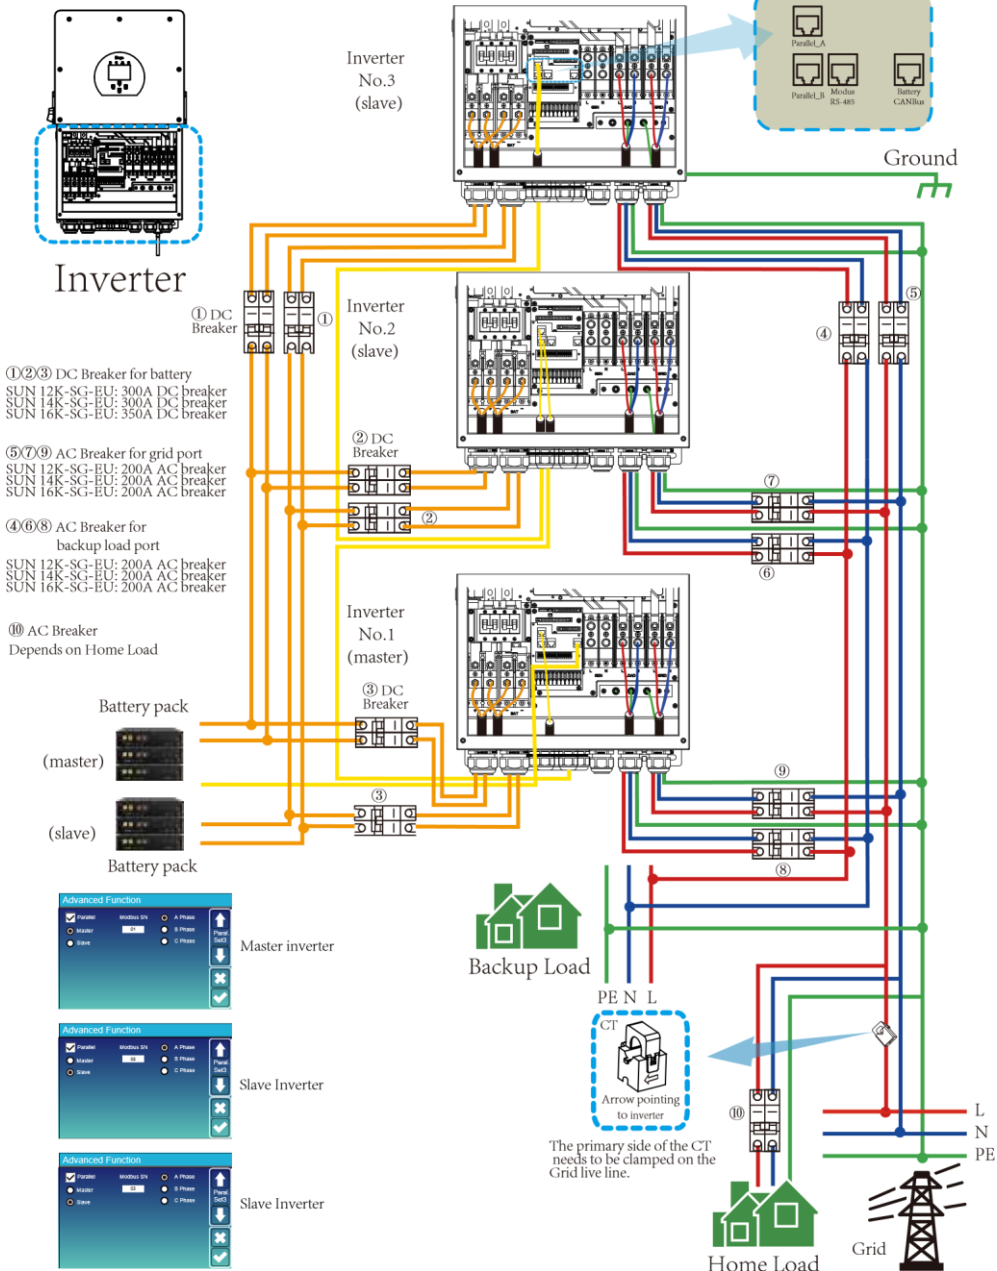 Inverter
No.3
(slave)
Parallel_A
Parallel_B
Modus
RS-485
Battery
CANBus
Ground
Inverter
① DC
Breaker
①
Inverter
No.2
(slave)
④
⑤
①②③ DC Breaker for battery
SUN 12K-SG-EU: 300A DC breaker
SUN 14K-SG-EU: 300A DC breaker
SUN 16K-SG-EU: 350A DC breaker
② DC
Breaker
②
⑤⑦⑨ AC Breaker for grid port
SUN 12K-SG-EU: 200A AC breaker
SUN 14K-SG-EU: 200A AC breaker
SUN 16K-SG-EU: 200A AC breaker
⑦
⑥
④⑥⑧ AC Breaker for
backup load port
SUN 12K-SG-EU: 200A AC breaker
SUN 14K-SG-EU: 200A AC breaker
SUN 16K-SG-EU: 200A AC breaker
⑩ AC Breaker
Depends on Home Load
Inverter
No.1
(master)
③ DC
Breaker
③
Battery pack
(master)
(slave)
Battery pack
⑨
⑧
Backup Load
PE N L
Advanced Function
Parallel
Modbus SN
A Phase
Master
01
B Phase
Slave
C Phase
Paral.
Set3
Master inverter
Advanced Function
Parallel
Modbus SN
A Phase
Master
B Phase
Slave
C Phase
Paral.
Set3
Slave Inverter
Advanced Function
Parallel
Modbus SN
A Phase
Master
03
B Phase
Slave
C Phase
Paral.
Set3
Slave Inverter
CT
Arrow pointing
to inverter
The primary side of the CT
needs to be clamped on the
Grid live line.
⑩
L
N
PE
Grid
Home Load